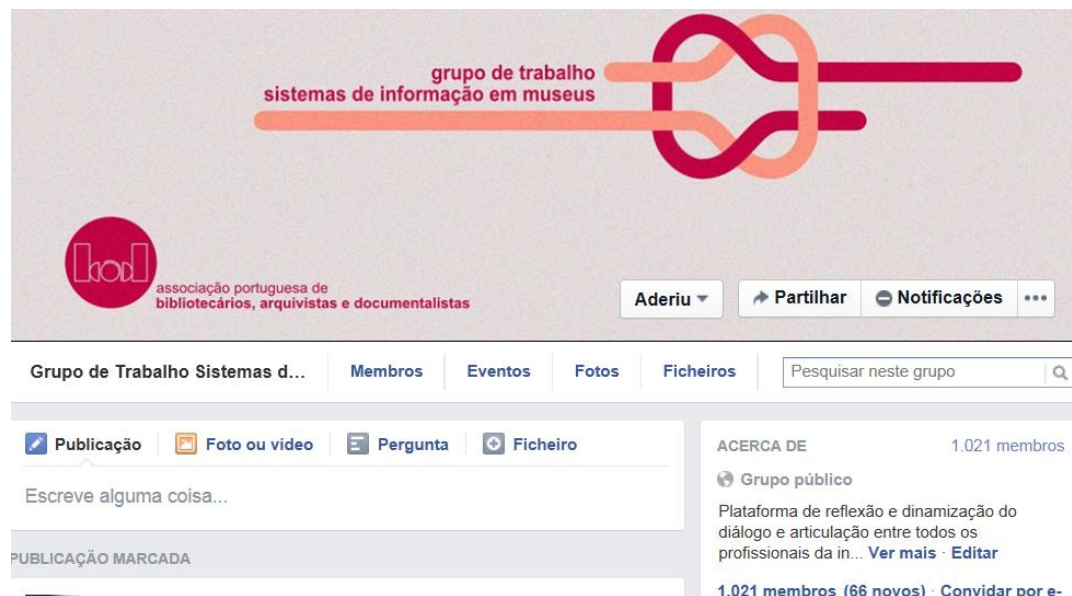 grupo de trabalho
sistemas de informação em museus
bad
associação portuguesa de
bibliotecários, arquivistas e documentalistas
Aderiu
Partilhar
Notificações
Grupo de Trabalho Sistemas d...
Membros
Eventos
Fotos
Ficheiros
Pesquisar neste grupo
Publicação
Foto ou vídeo
Pergunta
Ficheiro
Escreve alguma coisa...
PUBLICAÇÃO MARCADA
ACERCA DE
1.021 membros
Grupo público
Plataforma de reflexão e dinamização do
diálogo e articulação entre todos os
profissionais da in... Ver mais · Editar
1.021 membros (66 novos) · Convidar por e-